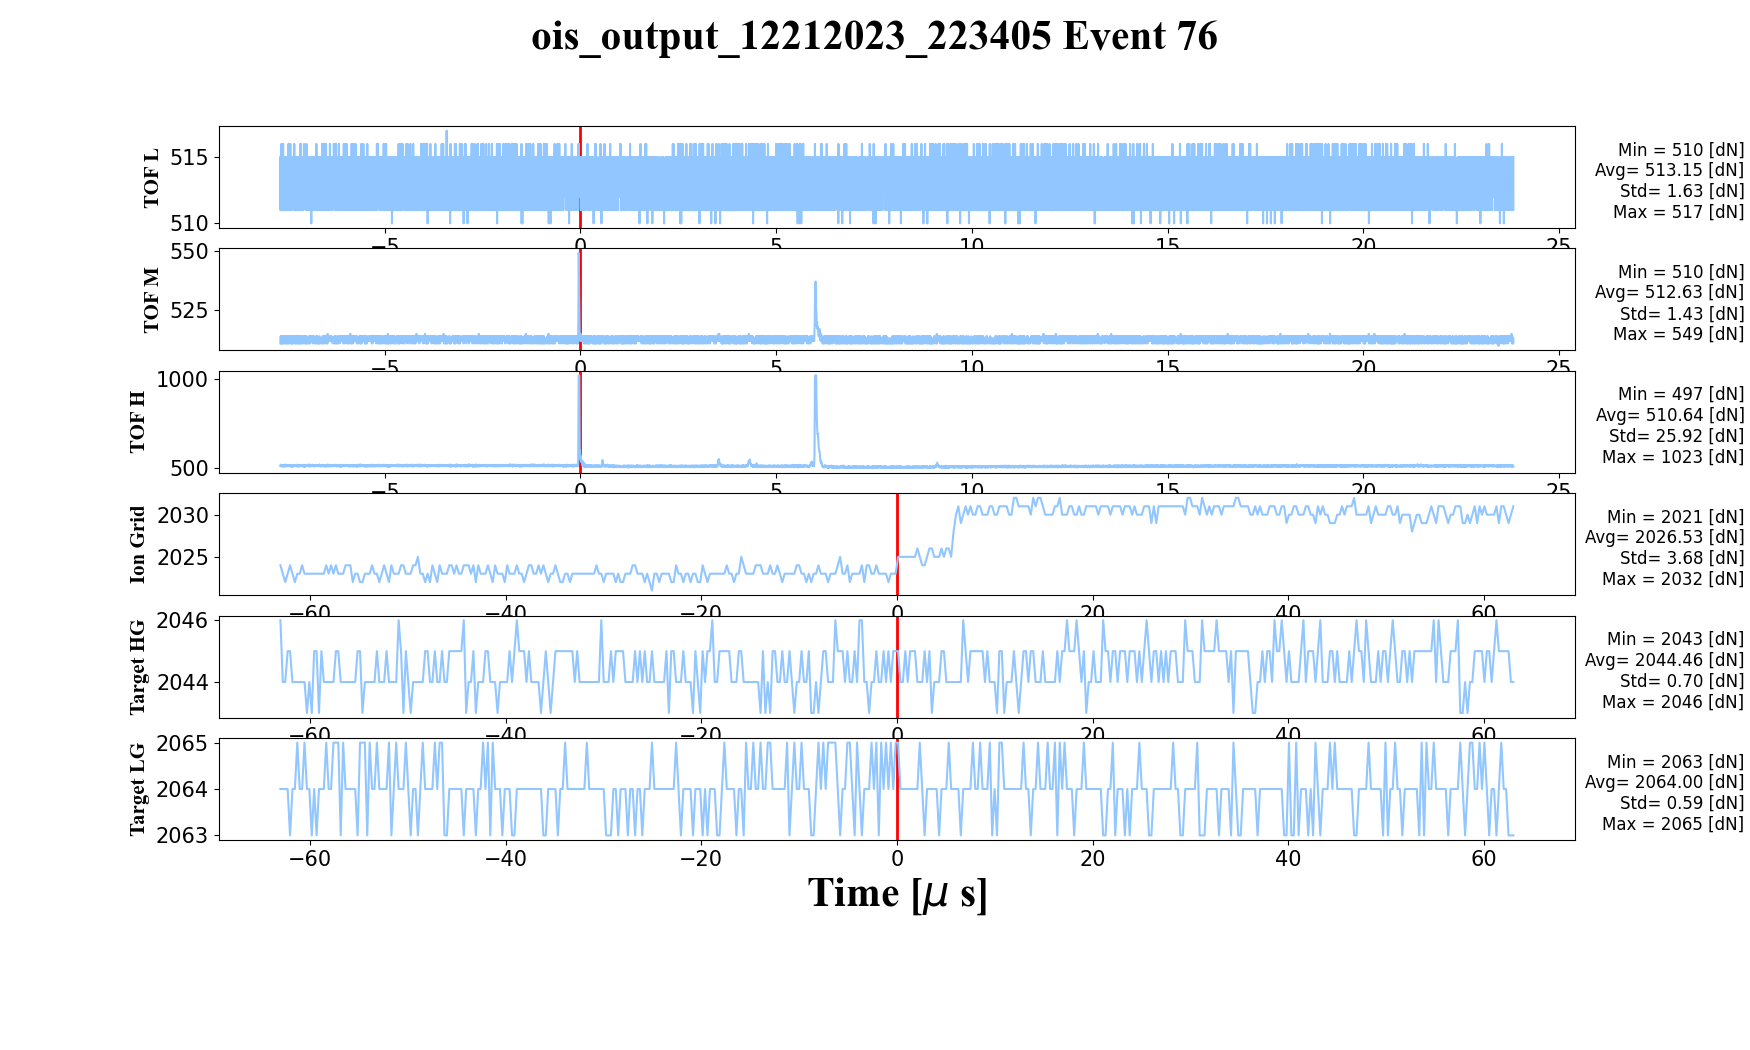 ois_output_12212023_223405 Event 76
TOF L
515
510
−5 0 5 10 15 20 25
Min = 510 [dN]
Avg= 513.15 [dN]
Std= 1.63 [dN]
Max = 517 [dN]
TOF M
550
525
−5 0 5 10 15 20 25
Min = 510 [dN]
Avg= 512.63 [dN]
Std= 1.43 [dN]
Max = 549 [dN]
TOF H
1000
500
−5 0 5 10 15 20 25
Min = 497 [dN]
Avg= 510.64 [dN]
Std= 25.92 [dN]
Max = 1023 [dN]
Ion Grid
2030
2025
−60 −40 −20 0 20 40 60
Min = 2021 [dN]
Avg= 2026.53 [dN]
Std= 3.68 [dN]
Max = 2032 [dN]
Target HG
2046
2044
−60 −40 −20 0 20 40 60
Min = 2043 [dN]
Avg= 2044.46 [dN]
Std= 0.70 [dN]
Max = 2046 [dN]
Target LG
2065
2064
2063
−60 −40 −20 0 20 40 60
Min = 2063 [dN]
Avg= 2064.00 [dN]
Std= 0.59 [dN]
Max = 2065 [dN]
Time [μ s]